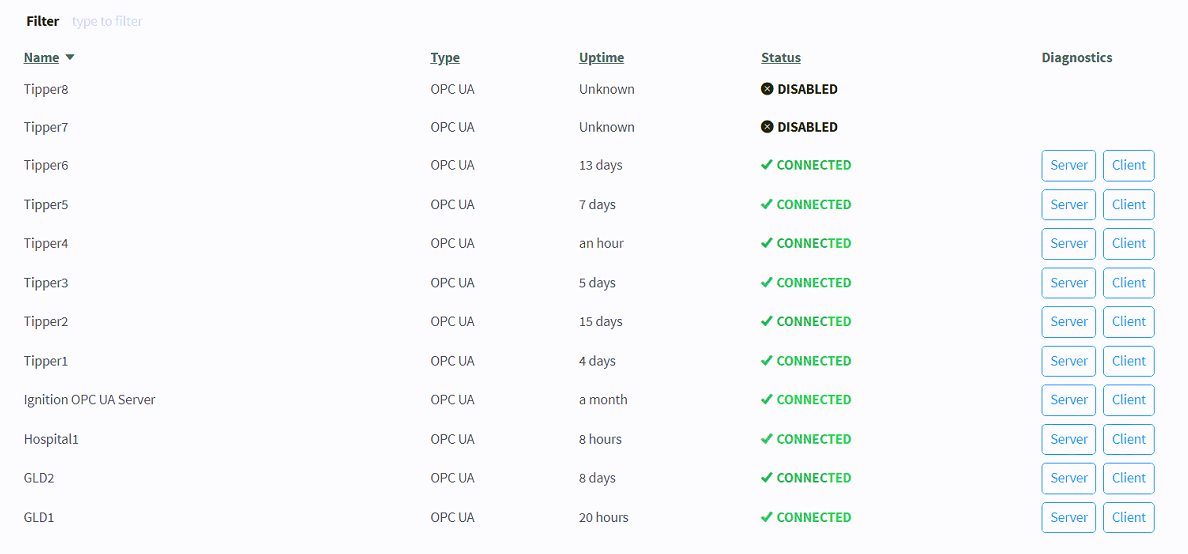 Filter type to filter
Name Type Uptime Status Diagnostics
Tipper8 OPC UA Unknown DISABLED
Tipper7 OPC UA Unknown DISABLED
Tipper6 OPC UA 13 days CONNECTED Server Client
Tipper5 OPC UA 7 days CONNECTED Server Client
Tipper4 OPC UA an hour CONNECTED Server Client
Tipper3 OPC UA 5 days CONNECTED Server Client
Tipper2 OPC UA 15 days CONNECTED Server Client
Tipper1 OPC UA 4 days CONNECTED Server Client
Ignition OPC UA Server OPC UA a month CONNECTED Server Client
Hospital1 OPC UA 8 hours CONNECTED Server Client
GLD2 OPC UA 8 days CONNECTED Server Client
GLD1 OPC UA 20 hours CONNECTED Server Client